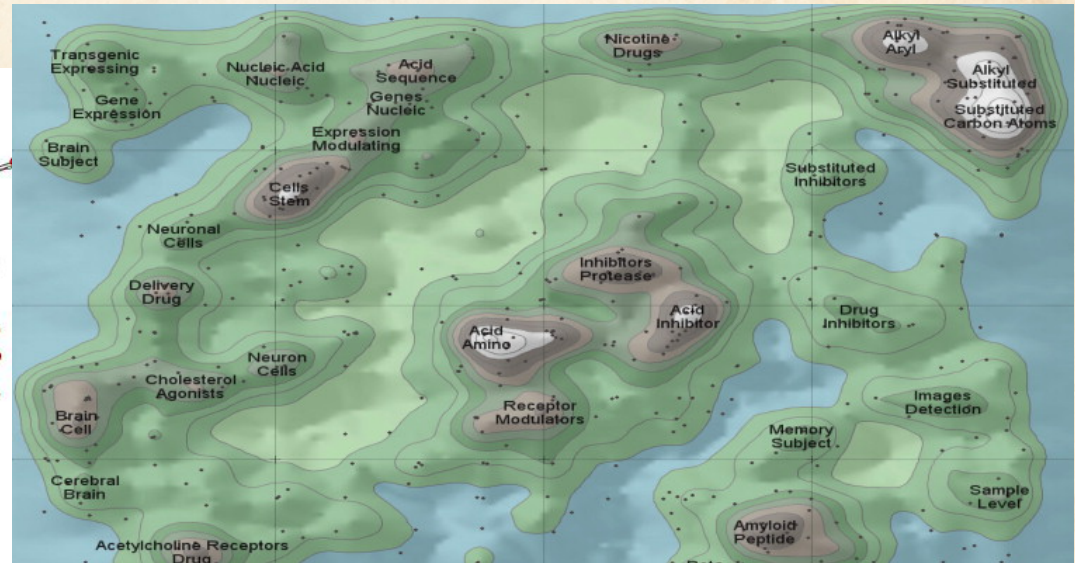 Transgenic
Expressing
Gene
Expression
Brain
Subject
Nucleic Acid
Nucleic
Acid
Sequence
Genes
Nucleic
Expression
Modulating
Cells
Stem
Neuronal
Cells
Nicotine
Drugs
Alkyl
Aryl
Alkyl
Substituted
Substituted
Carbon Atoms
Substituted
Inhibitors
Delivery
Drug
Inhibitors
Protease
Acid
Inhibitor
Acid
Amino
Drug
Inhibitors
Neuron
Cells
Cholesterol
Agonists
Brain
Cell
Receptor
Modulators
Images
Detection
Memory
Subject
Cerebral
Brain
Sample
Level
Amyloid
Peptide
Acetylcholine Receptors
Drug